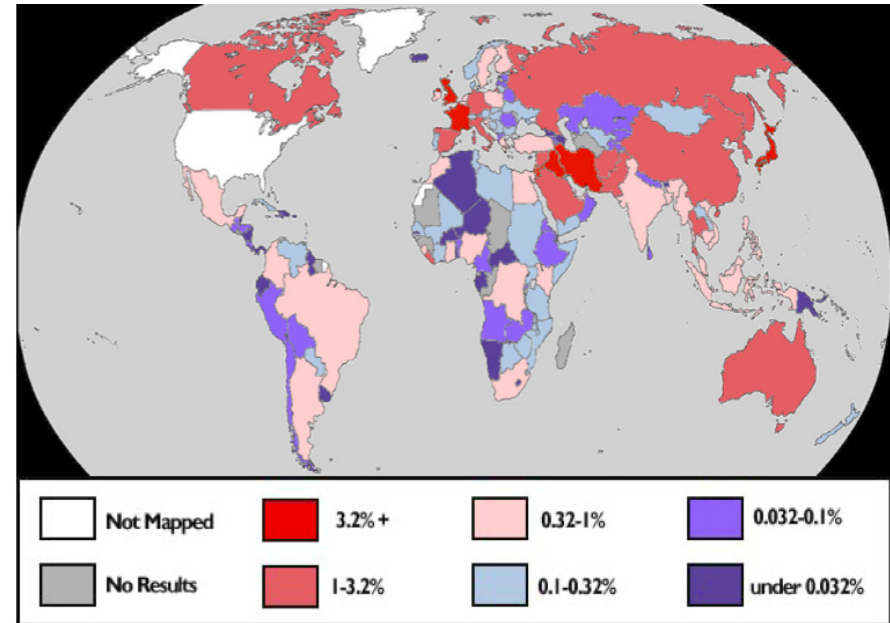 Not Mapped 3.2% + 0.32-1% 0.032-0.1%
No Results 1-3.2% 0.1-0.32% under 0.032%